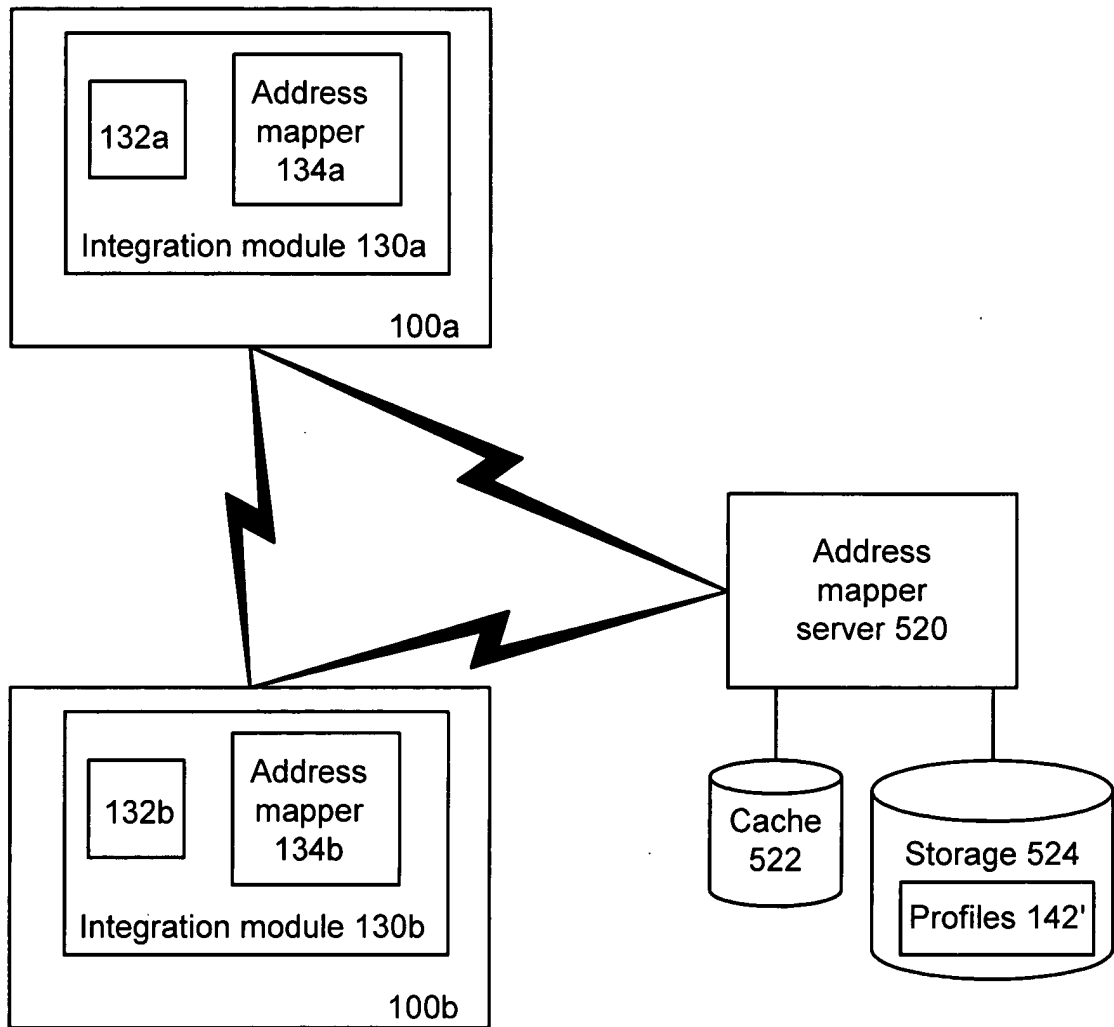 132a
Address
mapper
134a
Integration module 130a
100a
Address
mapper
server 520
132b
Address
mapper
134b
Integration module 130b
100b
Cache
522
Storage 524
Profiles 142'